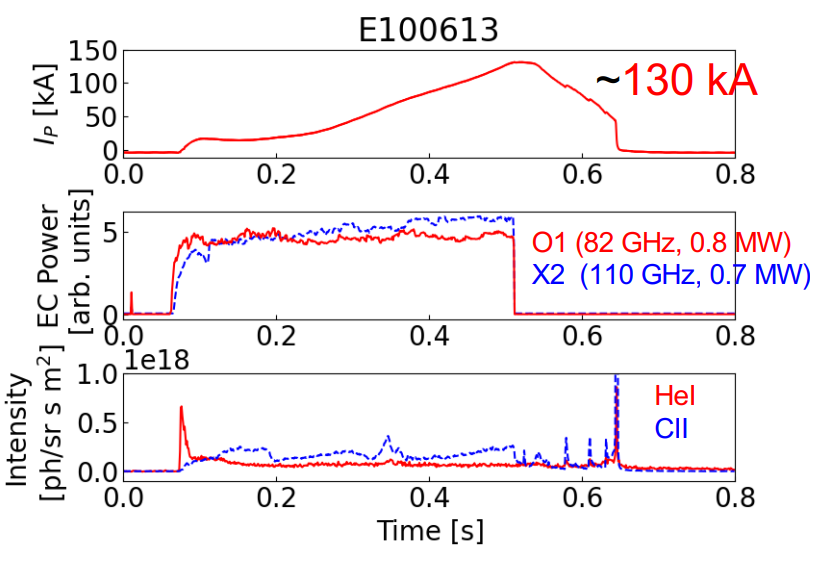 E100613
150
100
50
0
I_P [kA]
~130 kA
0.0 0.2 0.4 0.6 0.8
5
0
EC Power
[arb. units]
O1 (82 GHz, 0.8 MW)
X2 (110 GHz, 0.7 MW)
0.0 0.2 0.4 0.6 0.8
1e18
1.0
0.5
0.0
Intensity
[ph/sr s m²]
HeI
CII
0.0 0.2 0.4 0.6 0.8
Time [s]